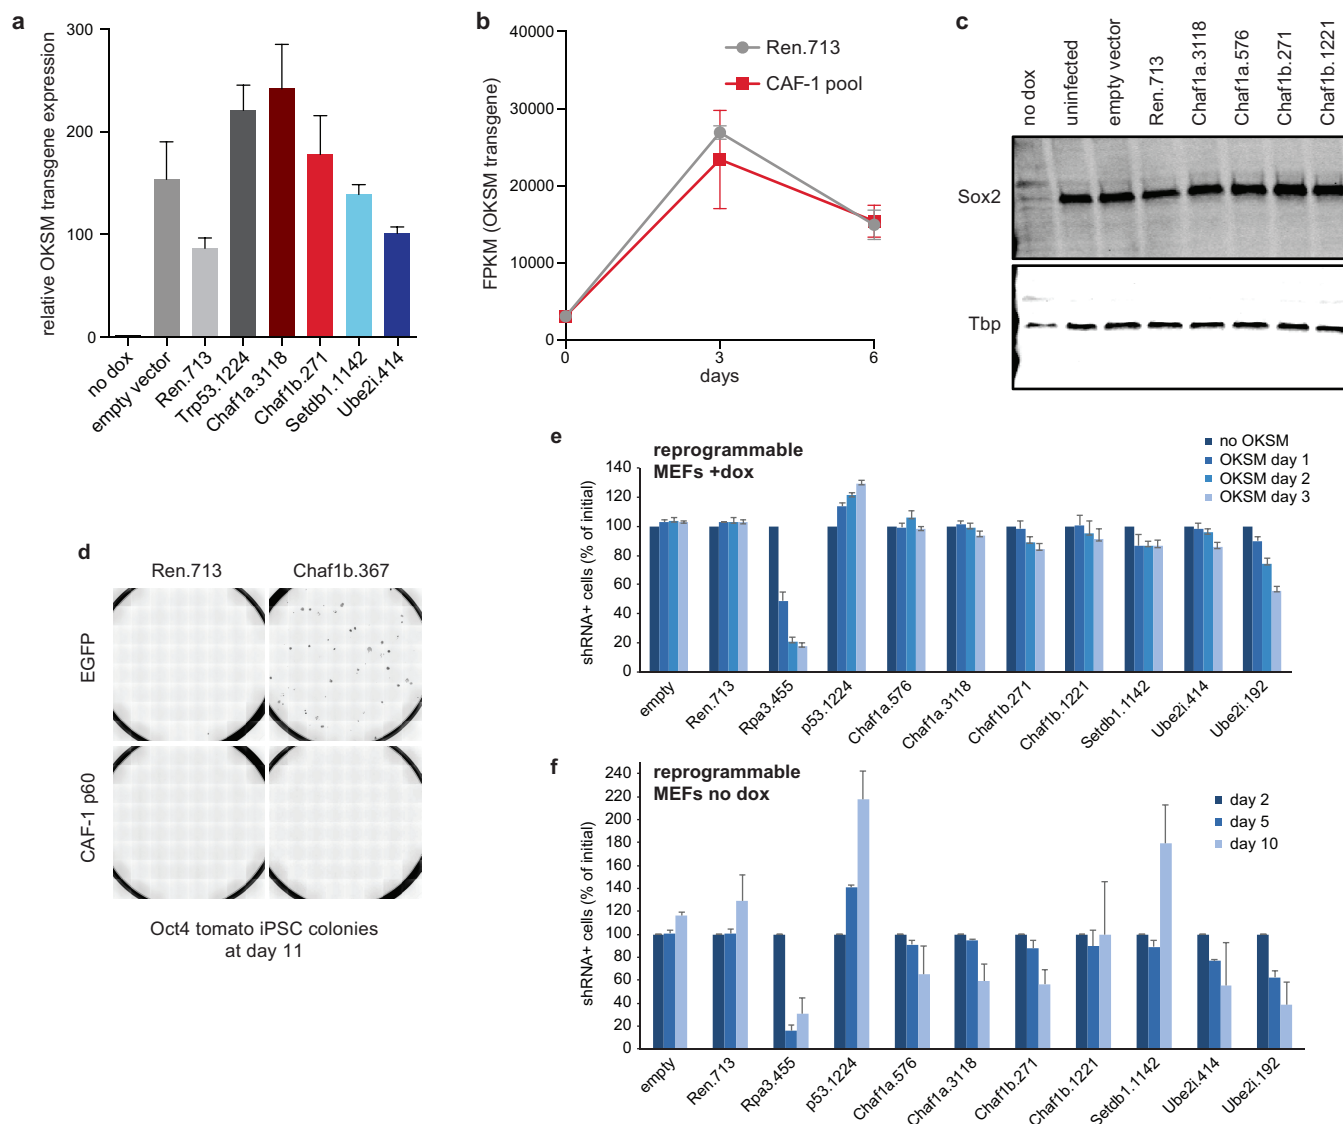 a
relative OKSM transgene expression
300
200
100
0
no dox
empty vector
Ren.713
Trp53.1224
Chaf1a.3118
Chaf1b.271
Setdb1.1142
Ube2i.414
b
FPKM (OKSM transgene)
40000
30000
20000
10000
0
0
3
6
days
Ren.713
CAF-1 pool
c
no dox
uninfected
empty vector
Ren.713
Chaf1a.3118
Chaf1a.576
Chaf1b.271
Chaf1b.1221
Sox2
Tbp
d
Ren.713
Chaf1b.367
EGFP
CAF-1 p60
Oct4 tomato iPSC colonies
at day 11
e
reprogrammable
MEFs +dox
no OKSM
OKSM day 1
OKSM day 2
OKSM day 3
shRNA+ cells (% of initial)
140
120
100
80
60
40
20
0
empty
Ren.713
Rpa3.455
p53.1224
Chaf1a.576
Chaf1a.3118
Chaf1b.271
Chaf1b.1221
Setdb1.1142
Ube2i.414
Ube2i.192
f
reprogrammable
MEFs no dox
day 2
day 5
day 10
shRNA+ cells (% of initial)
240
220
200
180
160
140
120
100
80
60
40
20
0
empty
Ren.713
Rpa3.455
p53.1224
Chaf1a.576
Chaf1a.3118
Chaf1b.271
Chaf1b.1221
Setdb1.1142
Ube2i.414
Ube2i.192